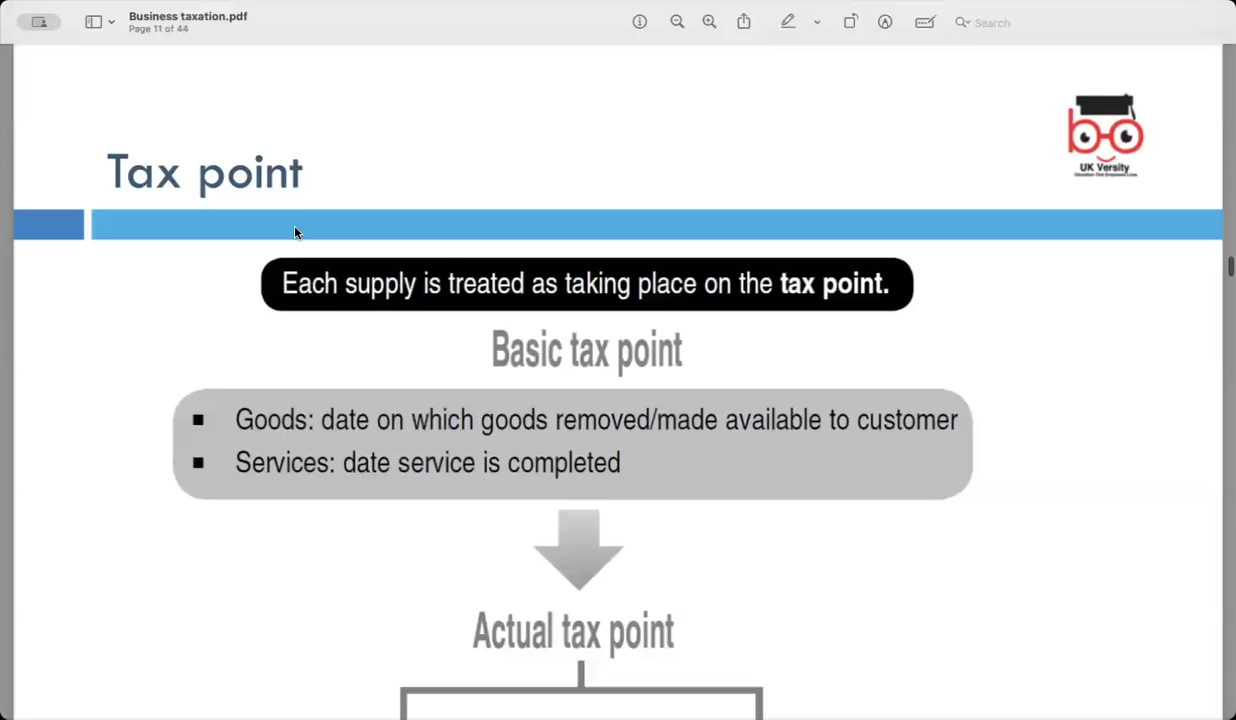 Business taxation.pdf
Page 11 of 44
Search
UK Versity
Tax point
Each supply is treated as taking place on the tax point.
Basic tax point
▪ Goods: date on which goods removed/made available to customer
▪ Services: date service is completed
Actual tax point